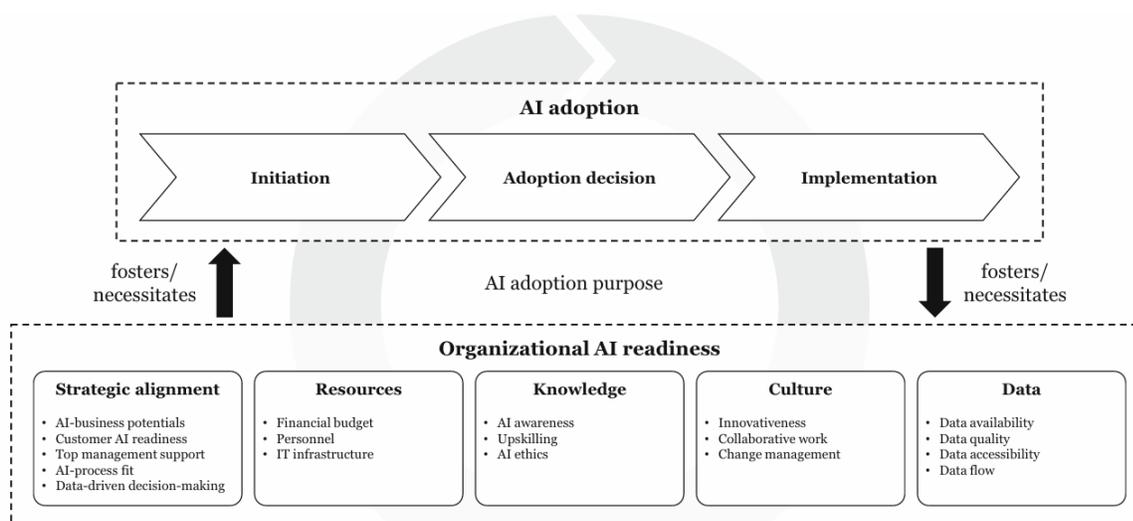 AI adoption
Initiation
Adoption decision
Implementation
fosters/
necessitates
AI adoption purpose
fosters/
necessitates
Organizational AI readiness
Strategic alignment
• AI-business potentials
• Customer AI readiness
• Top management support
• AI-process fit
• Data-driven decision-making
Resources
• Financial budget
• Personnel
• IT infrastructure
Knowledge
• AI awareness
• Upskilling
• AI ethics
Culture
• Innovativeness
• Collaborative work
• Change management
Data
• Data availability
• Data quality
• Data accessibility
• Data flow